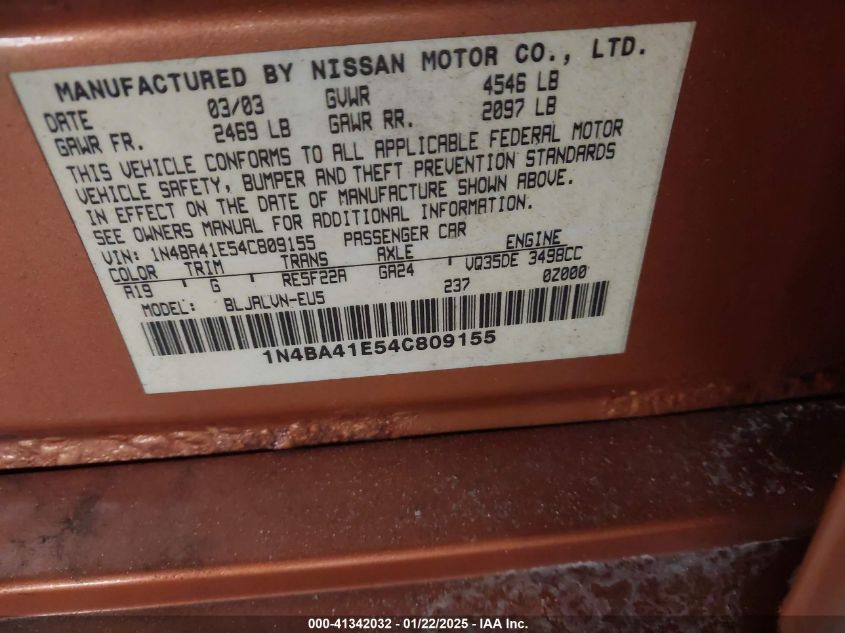 MANUFACTURED BY NISSAN MOTOR CO., LTD.
DATE 03/03 GVWR 4546 LB
GAWR FR. 2469 LB GAWR RR. 2097 LB
THIS VEHICLE CONFORMS TO ALL APPLICABLE FEDERAL MOTOR
VEHICLE SAFETY, BUMPER AND THEFT PREVENTION STANDARDS
IN EFFECT ON THE DATE OF MANUFACTURE SHOWN ABOVE.
SEE OWNERS MANUAL FOR ADDITIONAL INFORMATION.
VIN: 1N4BA41E54C809155 PASSENGER CAR
COLOR TRIM TRANS AXLE ENGINE
A19 G RE5F22A GA24 VQ35DE 3498CC
237 0Z000
MODEL: BLJALVN-EU5
1N4BA41E54C809155
000-41342032 - 01/22/2025 - IAA Inc.